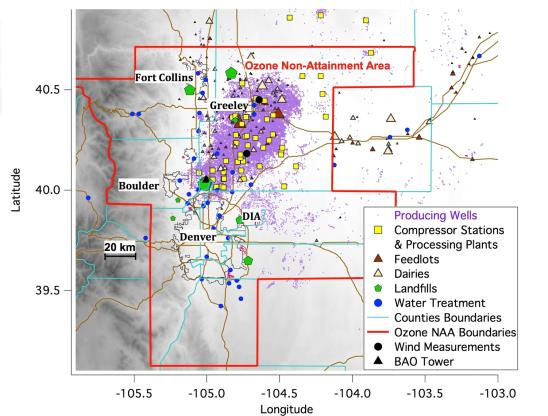 Ozone Non-Attainment Area
Fort Collins
40.5
Greeley
40.0
Boulder
DIA
Denver
20 km
39.5
Latitude
Producing Wells
Compressor Stations
& Processing Plants
Feedlots
Dairies
Landfills
Water Treatment
Counties Boundaries
Ozone NAA Boundaries
Wind Measurements
BAO Tower
-105.5 -105.0 -104.5 -104.0 -103.5 -103.0
Longitude